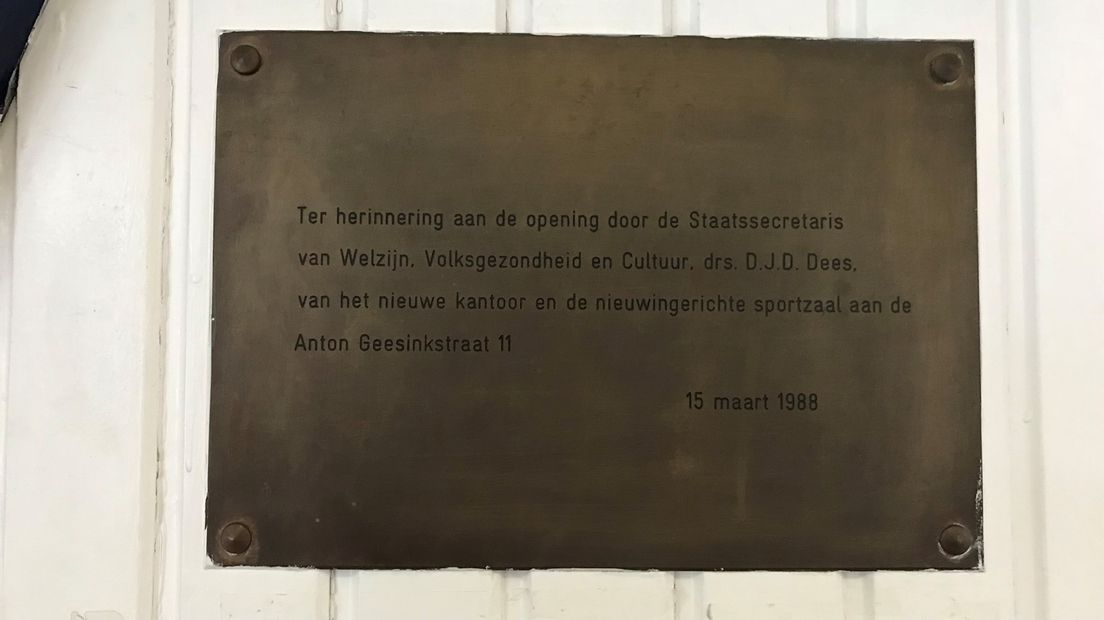 Ter herinnering aan de opening door de Staatssecretaris
van Welzijn, Volksgezondheid en Cultuur, drs. D.J.D. Dees,
van het nieuwe kantoor en de nieuwingerichte sportzaal aan de
Anton Geesinkstraat 11
15 maart 1988